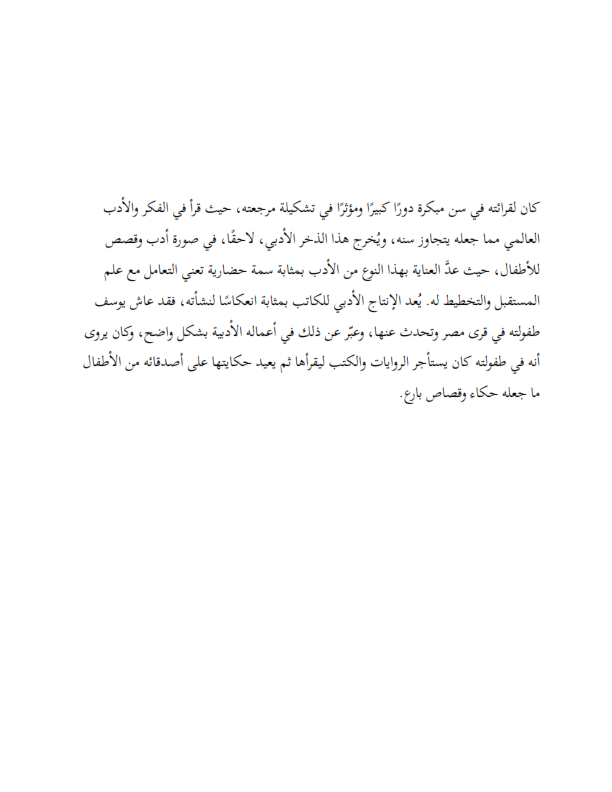 كان لقرائته في سن مبكرة دورًا كبيرًا ومؤثرًا في تشكيلة مرجعته، حيث قرأ في الفكر والأدب
العالمي مما جعله يتجاوز سنه، ويُخرج هذا الذخر الأدبي، لاحقًا، في صورة أدب وقصص
للأطفال، حيث عدَّ العناية بهذا النوع من الأدب بمثابة سمة حضارية تعني التعامل مع علم
المستقبل والتخطيط له. يُعد الإنتاج الأدبي للكاتب بمثابة انعكاسًا لنشأته، فقد عاش يوسف
طفولته في قرى مصر وتحدث عنها، وعبّر عن ذلك في أعماله الأدبية بشكل واضح، وكان يروى
أنه في طفولته كان يستأجر الروايات والكتب ليقرأها ثم يعيد حكايتها على أصدقائه من الأطفال
ما جعله حكاء وقصاص بارع.